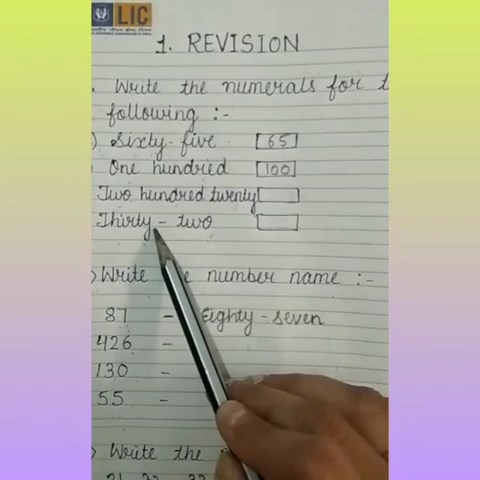 LIC
1. REVISION
Write the numerals for
following :-
) Sixty-five [65]
One hundred [100]
Two hundred twenty
Thirty-two
) Write number name :-
87 - Eighty-seven
426 -
130 -
55 -
) Write the